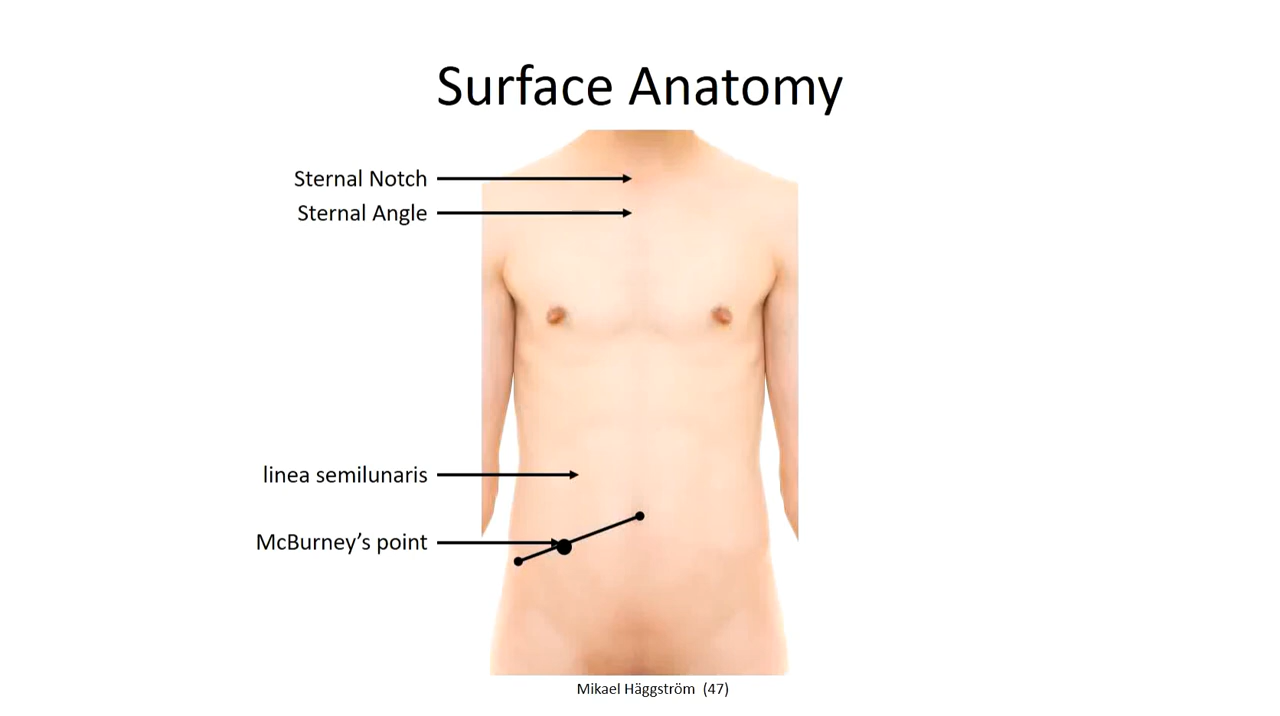 Surface Anatomy
Sternal Notch
Sternal Angle
linea semilunaris
McBurney’s point
Mikael Häggström (47)